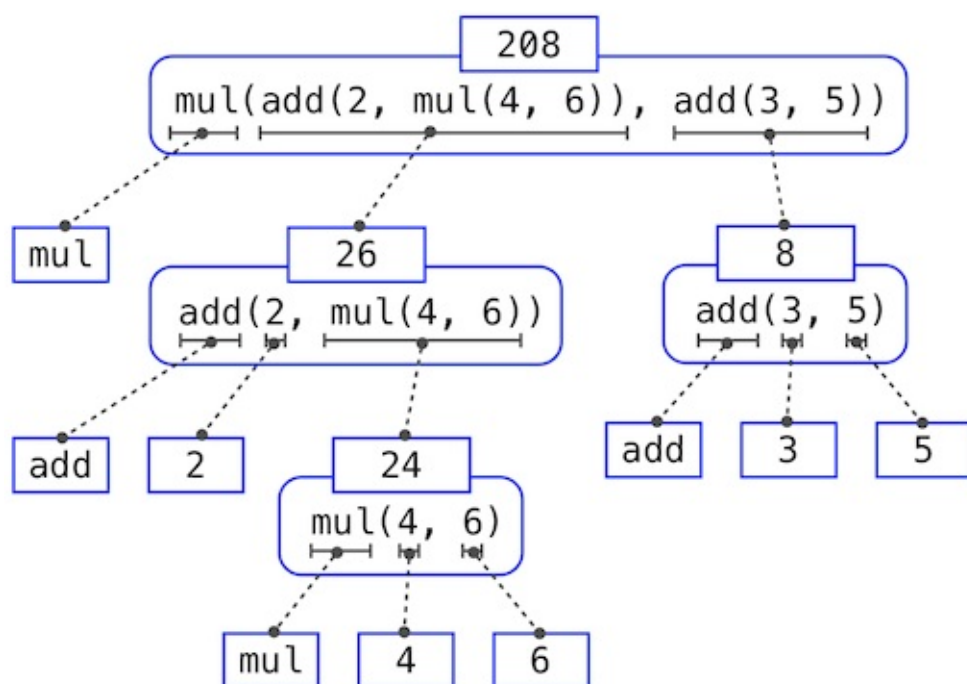 208
mul(add(2, mul(4, 6)), add(3, 5))
mul
26
8
add(2, mul(4, 6))
add(3, 5)
add
2
24
add
3
5
mul(4, 6)
mul
4
6